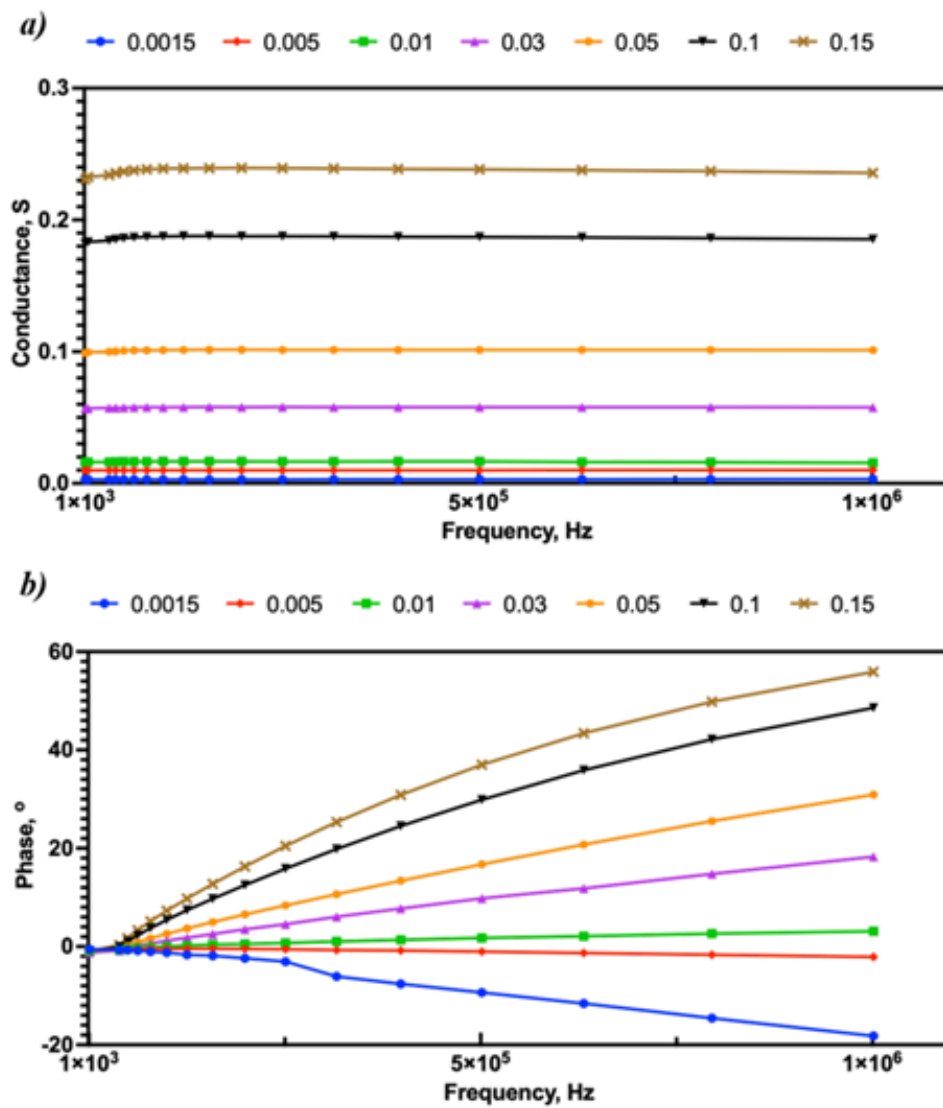 a)
0.0015 0.005 0.01 0.03 0.05 0.1 0.15
0.3
0.2
0.1
0.0
Conductance, S
1×10³ 5×10⁵ 1×10⁶
Frequency, Hz
b)
0.0015 0.005 0.01 0.03 0.05 0.1 0.15
60
40
20
0
-20
Phase, °
1×10³ 5×10⁵ 1×10⁶
Frequency, Hz